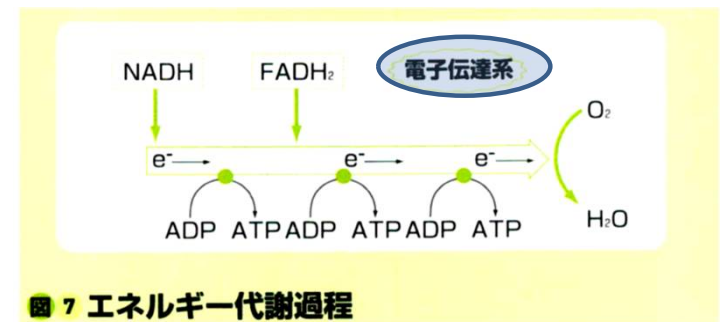 NADH FADH₂ 電子伝達系
O₂
e⁻ e⁻ e⁻
ADP ATP ADP ATP ADP ATP
H₂O
図7 エネルギー代謝過程